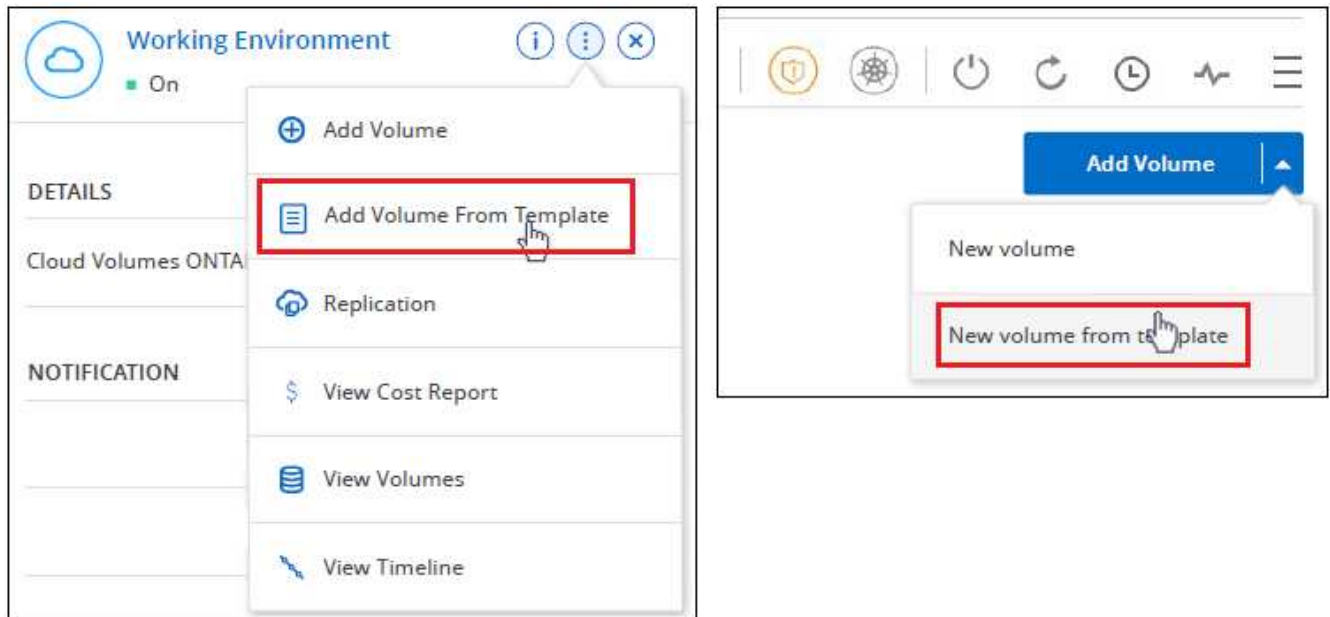 Working Environment
On
Add Volume
DETAILS
Add Volume From Template
Cloud Volumes ONTA
Replication
NOTIFICATION
View Cost Report
View Volumes
View Timeline
Add Volume
New volume
New volume from template